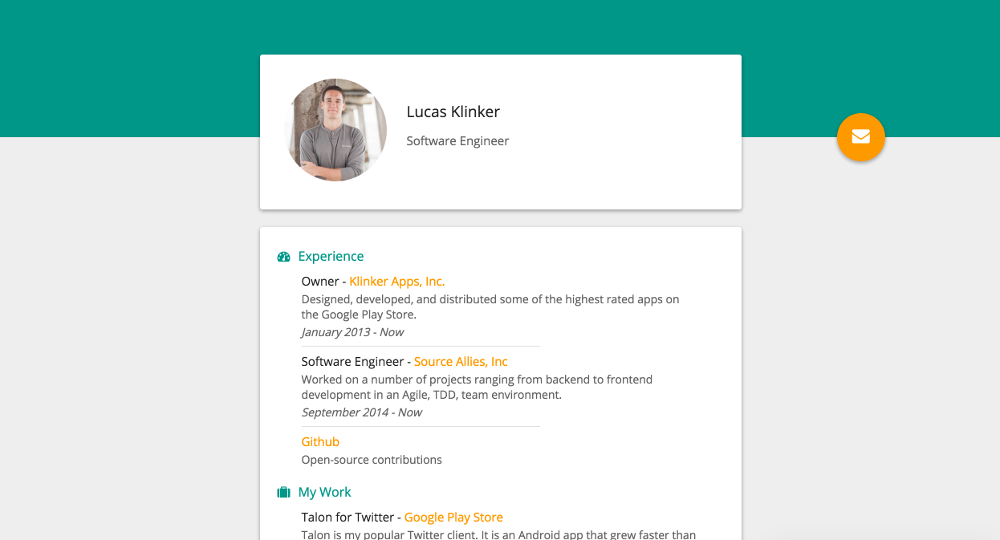 Lucas Klinker
Software Engineer
Experience
Owner - Klinker Apps, Inc.
Designed, developed, and distributed some of the highest rated apps on
the Google Play Store.
January 2013 - Now
Software Engineer - Source Allies, Inc
Worked on a number of projects ranging from backend to frontend
development in an Agile, TDD, team environment.
September 2014 - Now
Github
Open-source contributions
My Work
Talon for Twitter - Google Play Store
Talon is my popular Twitter client. It is an Android app that grew faster than